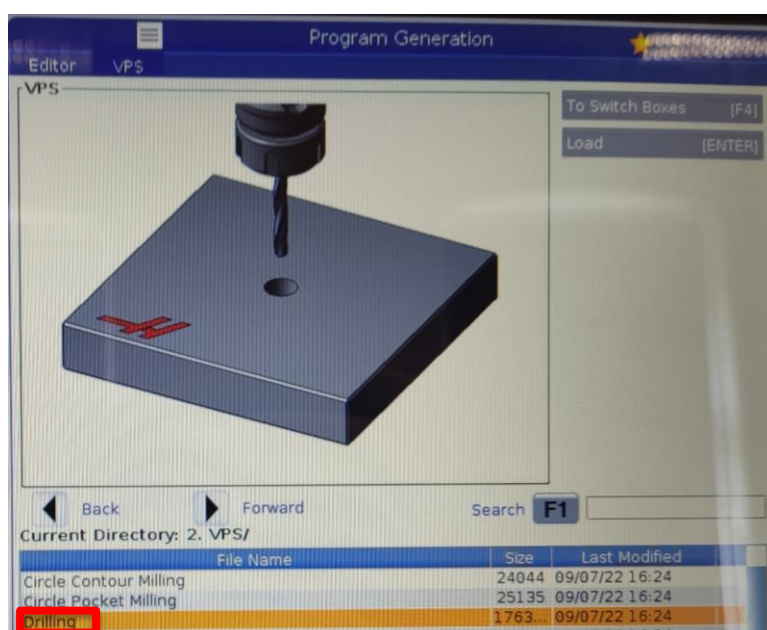 Program Generation
Editor VPS
VPS
To Switch Boxes [F4]
Load [ENTER]
Back Forward Search F1
Current Directory: 2. VPS/
File Name Size Last Modified
Circle Contour Milling 24044 09/07/22 16:24
Circle Pocket Milling 25135 09/07/22 16:24
Drilling 1763... 09/07/22 16:24